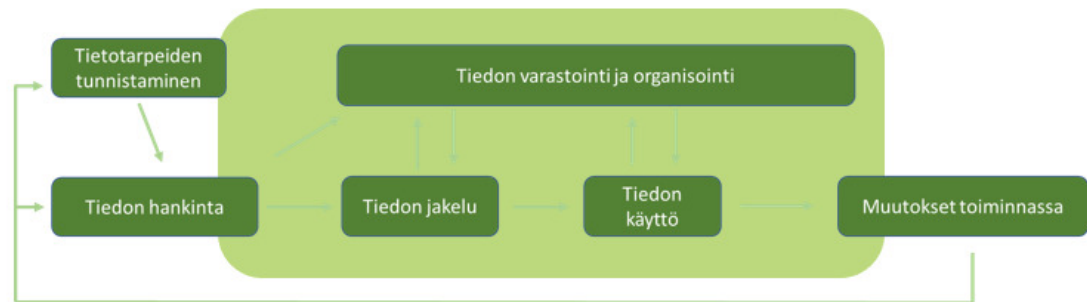 Tietotarpeiden
tunnistaminen
Tiedon varastointi ja organisointi
Tiedon hankinta
Tiedon jakelu
Tiedon
käyttö
Muutokset toiminnassa